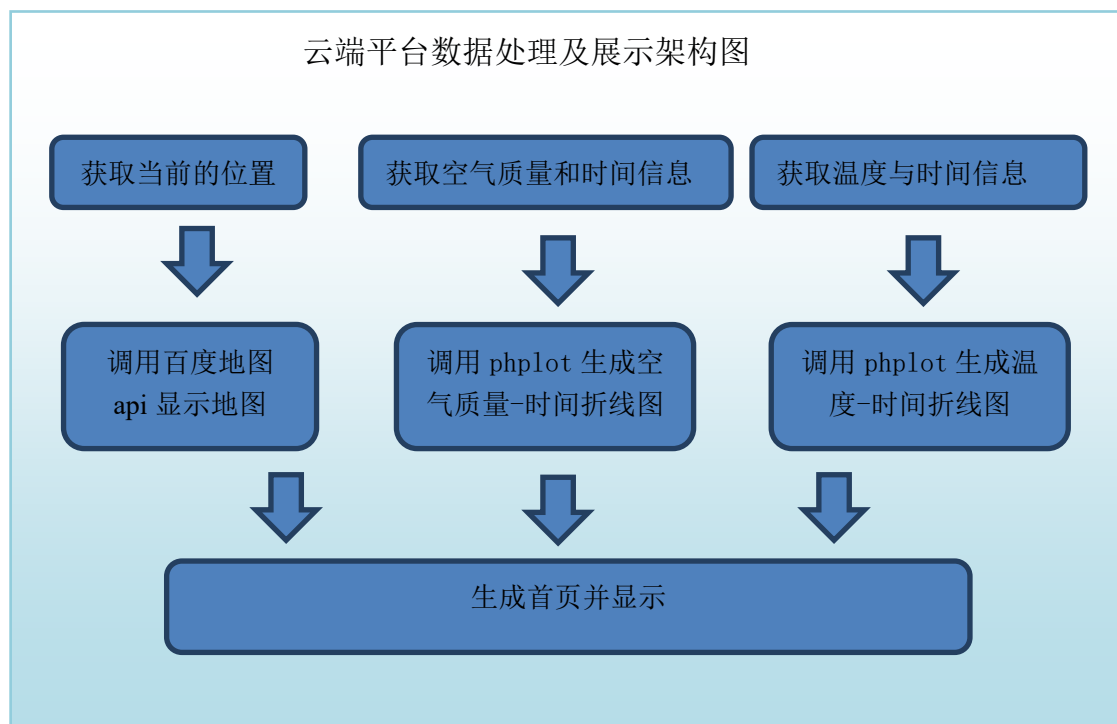 云端平台数据处理及展示架构图
获取当前的位置
获取空气质量和时间信息
获取温度与时间信息
调用百度地图
api 显示地图
调用 phplot 生成空
气质量-时间折线图
调用 phplot 生成温
度-时间折线图
生成首页并显示